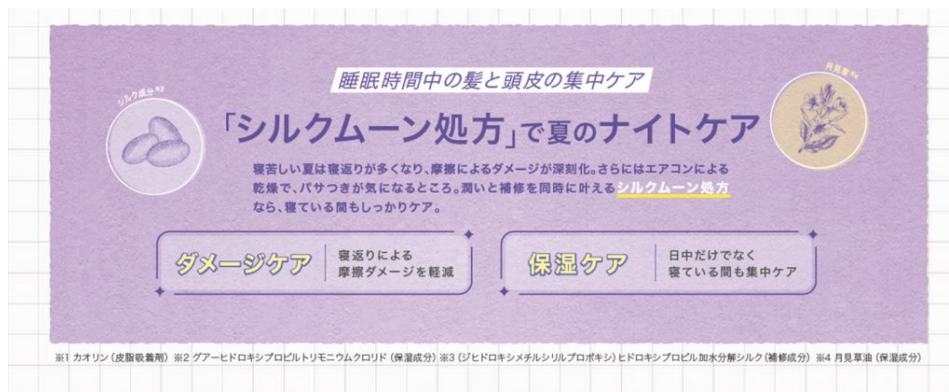 睡眠時間中の髪と頭皮の集中ケア
シルク成分※3
月見草※4
「シルクムーン処方」で夏のナイトケア
寝苦しい夏は寝返りが多くなり、摩擦によるダメージが深刻化。さらにはエアコンによる
乾燥で、パサつきが気になるところ。潤いと補修を同時に叶えるシルクムーン処方
なら、寝ている間もしっかりケア。
ダメージケア
寝返りによる
摩擦ダメージを軽減
保湿ケア
日中だけでなく
寝ている間も集中ケア
※1 カオリン（皮脂吸着剤） ※2 グアーヒドロキシプロピルトリモニウムクロリド（保湿成分） ※3（ジヒドロキシメチルシリルプロポキシ）ヒドロキシプロピル加水分解シルク（補修成分） ※4 月見草油（保湿成分）